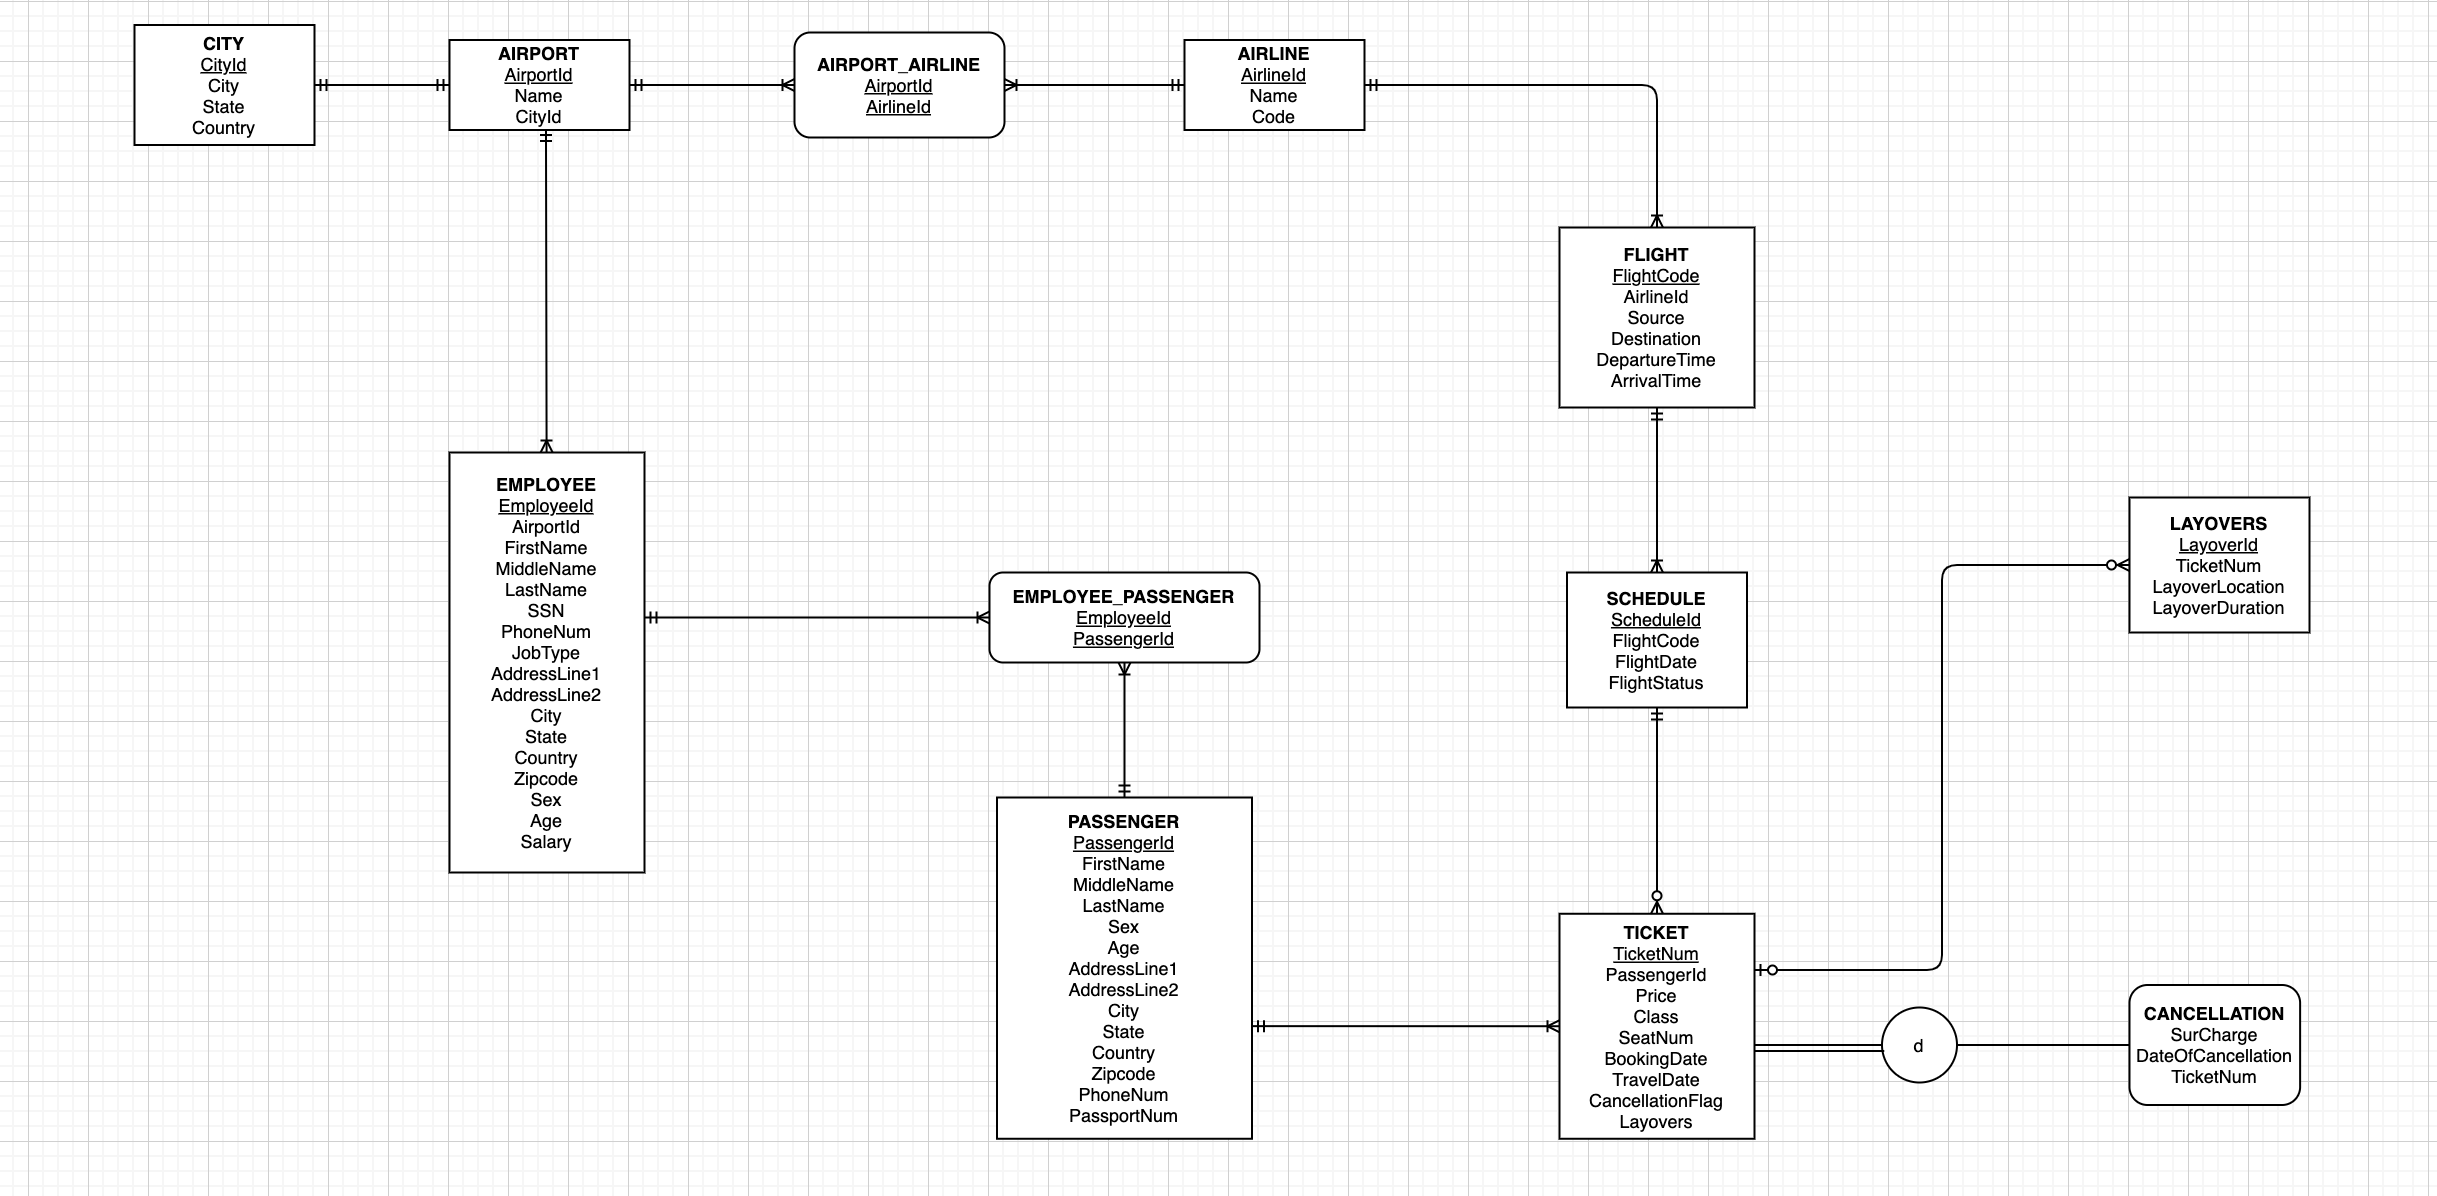 CITY
CityId
City
State
Country
AIRPORT
AirportId
Name
CityId
AIRPORT_AIRLINE
AirportId
AirlineId
AIRLINE
AirlineId
Name
Code
FLIGHT
FlightCode
AirlineId
Source
Destination
DepartureTime
ArrivalTime
EMPLOYEE
EmployeeId
AirportId
FirstName
MiddleName
LastName
SSN
PhoneNum
JobType
AddressLine1
AddressLine2
City
State
Country
Zipcode
Sex
Age
Salary
EMPLOYEE_PASSENGER
EmployeeId
PassengerId
SCHEDULE
ScheduleId
FlightCode
FlightDate
FlightStatus
LAYOVERS
LayoverId
TicketNum
LayoverLocation
LayoverDuration
PASSENGER
PassengerId
FirstName
MiddleName
LastName
Sex
Age
AddressLine1
AddressLine2
City
State
Country
Zipcode
PhoneNum
PassportNum
TICKET
TicketNum
PassengerId
Price
Class
SeatNum
BookingDate
TravelDate
CancellationFlag
Layovers
d
CANCELLATION
SurCharge
DateOfCancellation
TicketNum